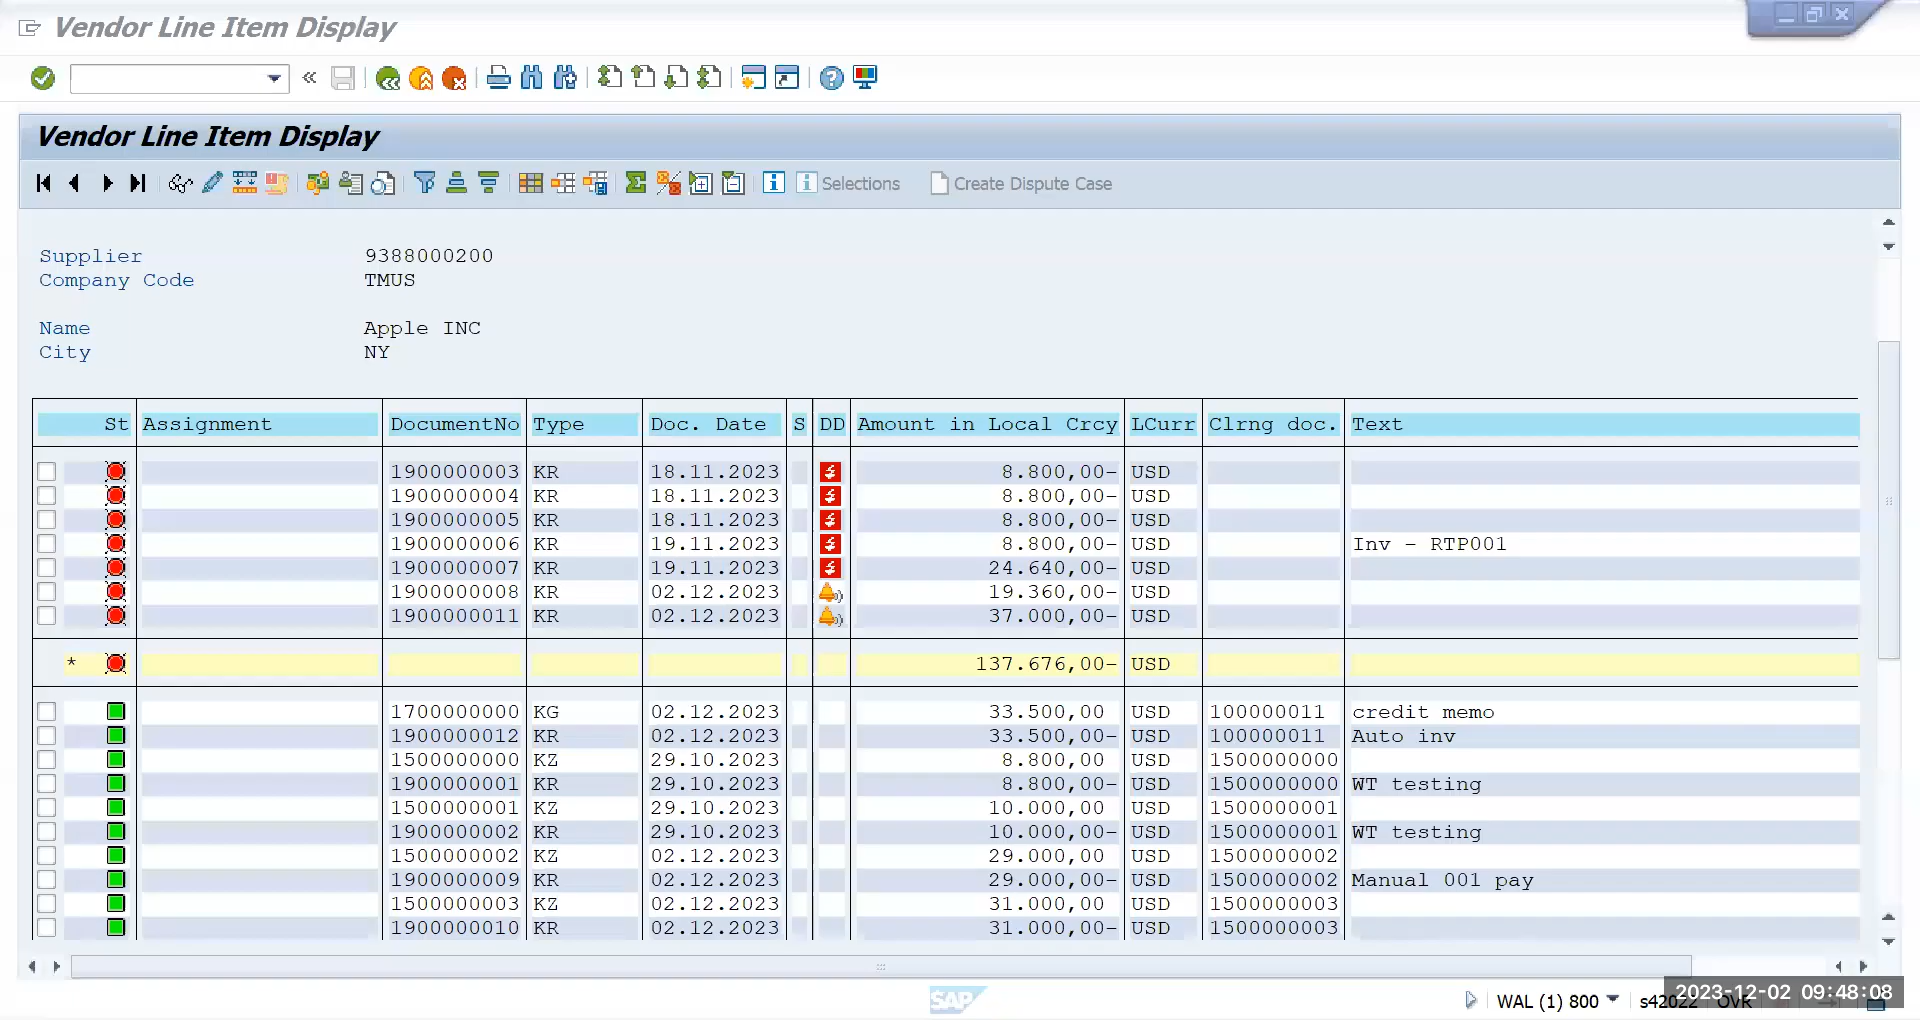 Vendor Line Item Display
«
Vendor Line Item Display
Selections Create Dispute Case
Supplier 9388000200
Company Code TMUS
Name Apple INC
City NY
St Assignment DocumentNo Type Doc. Date S DD Amount in Local Crcy LCurr Clrng doc. Text
1900000003 KR 18.11.2023 8.800,00- USD
1900000004 KR 18.11.2023 8.800,00- USD
1900000005 KR 18.11.2023 8.800,00- USD
1900000006 KR 19.11.2023 8.800,00- USD Inv - RTP001
1900000007 KR 19.11.2023 24.640,00- USD
1900000008 KR 02.12.2023 19.360,00- USD
1900000011 KR 02.12.2023 37.000,00- USD
* 137.676,00- USD
1700000000 KG 02.12.2023 33.500,00 USD 100000011 credit memo
1900000012 KR 02.12.2023 33.500,00- USD 100000011 Auto inv
1500000000 KZ 29.10.2023 8.800,00 USD 1500000000
1900000001 KR 29.10.2023 8.800,00- USD 1500000000 WT testing
1500000001 KZ 29.10.2023 10.000,00 USD 1500000001
1900000002 KR 29.10.2023 10.000,00- USD 1500000001 WT testing
1500000002 KZ 02.12.2023 29.000,00 USD 1500000002
1900000009 KR 02.12.2023 29.000,00- USD 1500000002 Manual 001 pay
1500000003 KZ 02.12.2023 31.000,00 USD 1500000003
1900000010 KR 02.12.2023 31.000,00- USD 1500000003
SAP
WAL (1) 800 s42022 OVR
2023-12-02 09:48:08